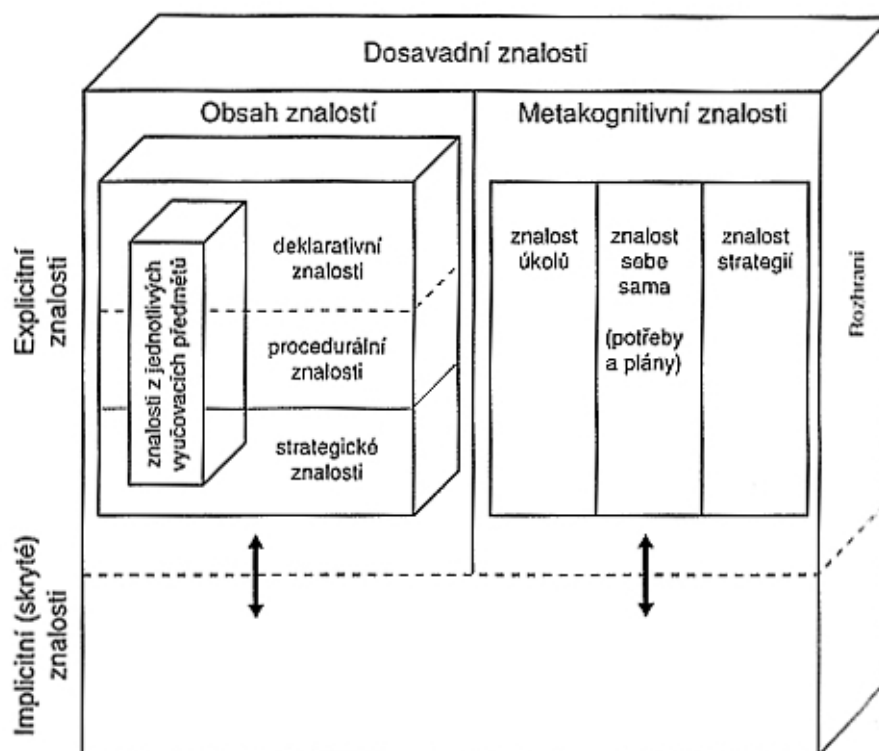 Dosavadní znalosti
Obsah znalostí
Metakognitivní znalosti
Explicitní
znalosti
znalosti z jednotlivých
vyučovacích předmětů
deklarativní
znalosti
procedurální
znalosti
strategické
znalosti
znalost
úkolů
znalost
sebe
sama
(potřeby
a plány)
znalost
strategií
Rozhraní
Implicitní (skryté)
znalosti